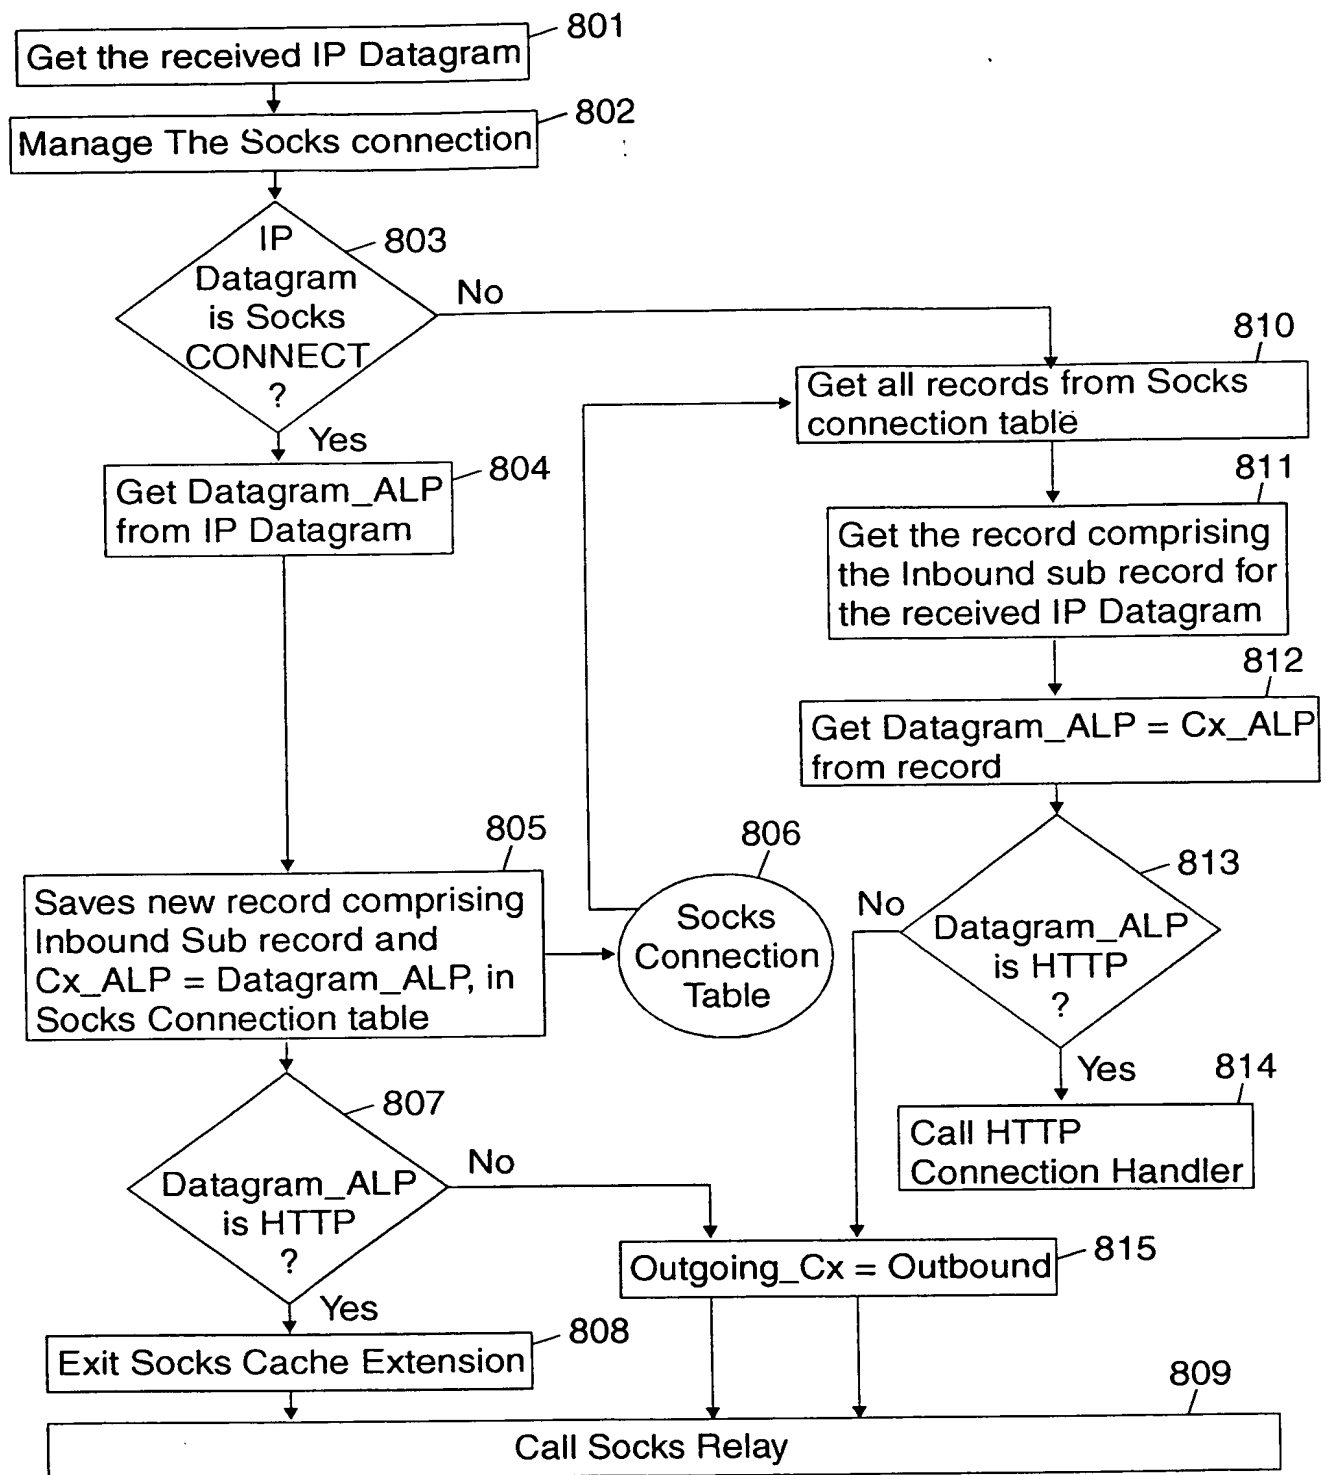 801
Get the received IP Datagram
802
Manage The Socks connection
803
IP
Datagram
is Socks
CONNECT
?
No
Yes
810
Get all records from Socks
connection table
804
Get Datagram_ALP
from IP Datagram
811
Get the record comprising
the Inbound sub record for
the received IP Datagram
812
Get Datagram_ALP = Cx_ALP
from record
805
Saves new record comprising
Inbound Sub record and
Cx_ALP = Datagram_ALP, in
Socks Connection table
806
Socks
Connection
Table
813
No
Datagram_ALP
is HTTP
?
Yes
814
Call HTTP
Connection Handler
807
Datagram_ALP
is HTTP
?
No
Yes
815
Outgoing_Cx = Outbound
808
Exit Socks Cache Extension
809
Call Socks Relay